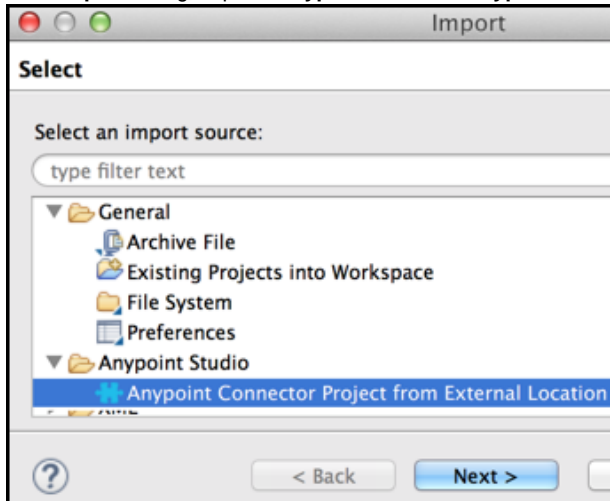 Import
Select
Select an import source:
type filter text
General
Archive File
Existing Projects into Workspace
File System
Preferences
Anypoint Studio
Anypoint Connector Project from External Location
?
< Back
Next >